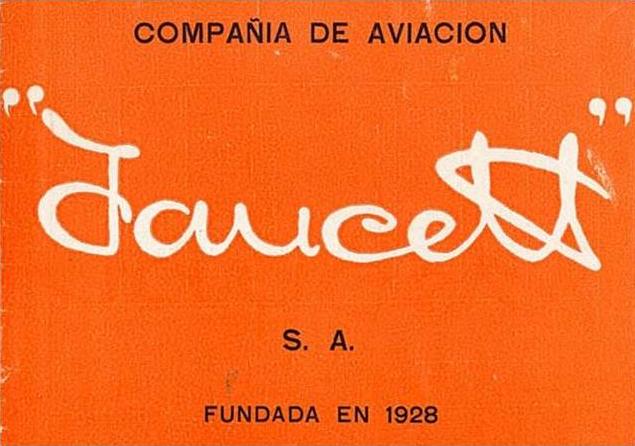 COMPAÑIA DE AVIACION
"Faucett"
S. A.
FUNDADA EN 1928